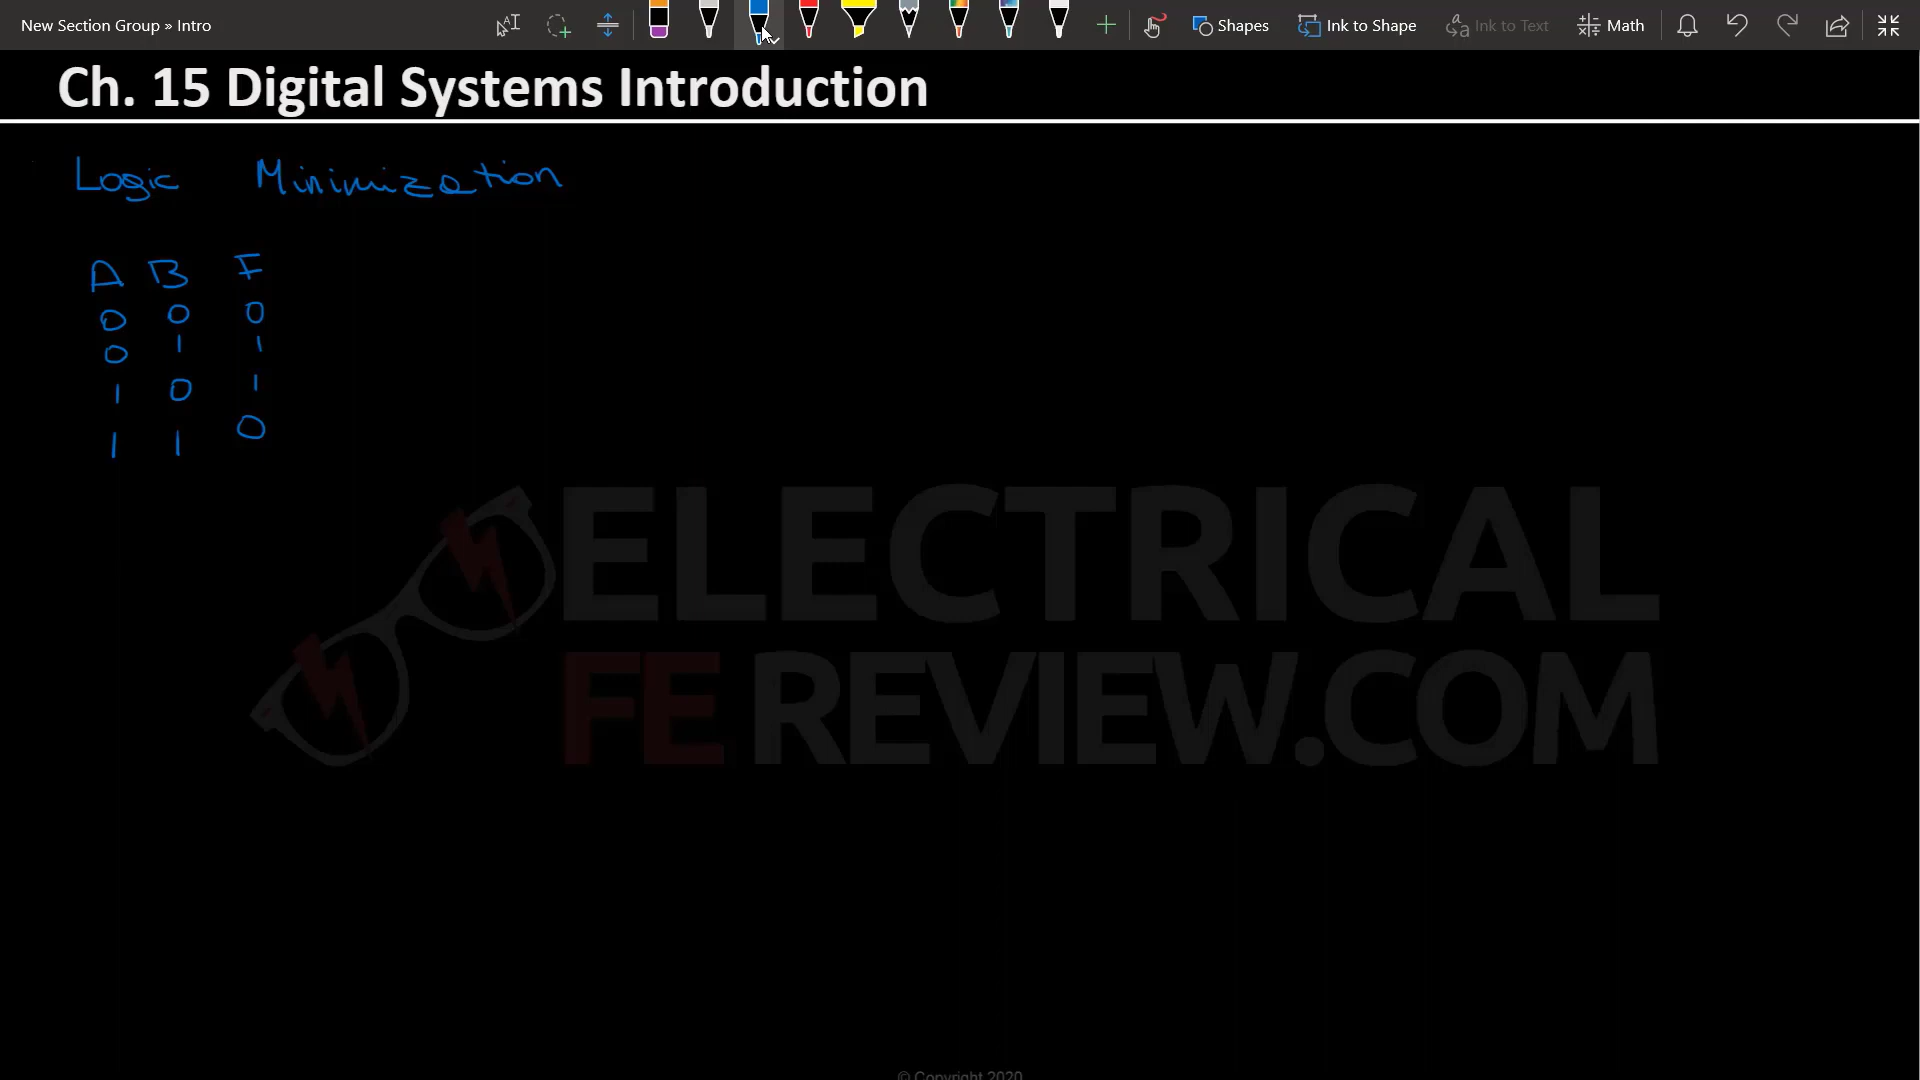 New Section Group » Intro
Shapes Ink to Shape Ink to Text Math
Ch. 15 Digital Systems Introduction
Logic Minimization
A B F
0 0 0
0 1 1
1 0 1
1 1 0
ELECTRICAL
FE REVIEW.COM
© Copyright 2020